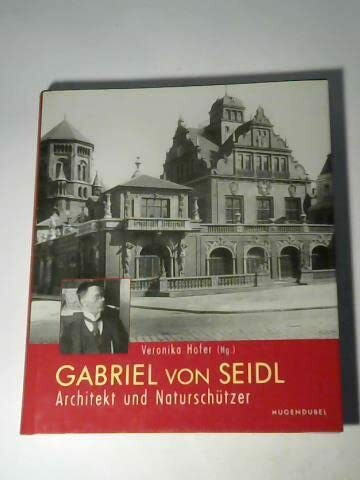 Veronika Hofer (Hg.)
GABRIEL VON SEIDL
Architekt und Naturschützer
HUGENDUBEL